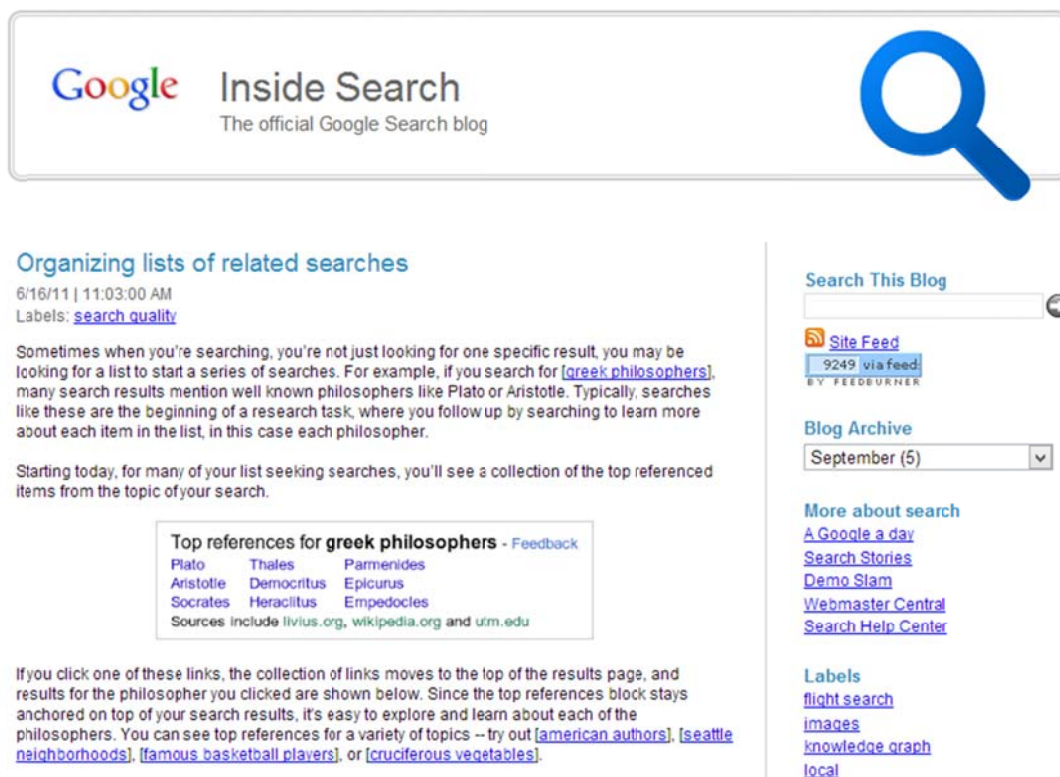 Google Inside Search
The official Google Search blog
Organizing lists of related searches
6/16/11 | 11:03:00 AM
Labels: search quality
Sometimes when you're searching, you're not just looking for one specific result, you may be
looking for a list to start a series of searches. For example, if you search for [greek philosophers],
many search results mention well known philosophers like Plato or Aristotle. Typically, searches
like these are the beginning of a research task, where you follow up by searching to learn more
about each item in the list, in this case each philosopher.
Starting today, for many of your list seeking searches, you'll see a collection of the top referenced
items from the topic of your search.
Top references for greek philosophers - Feedback
Plato Thales Parmenides
Aristotle Democritus Epicurus
Socrates Heraclitus Empedocles
Sources include livius.org, wikipedia.org and utm.edu
If you click one of these links, the collection of links moves to the top of the results page, and
results for the philosopher you clicked are shown below. Since the top references block stays
anchored on top of your search results, it's easy to explore and learn about each of the
philosophers. You can see top references for a variety of topics -- try out [american authors], [seattle
neighborhoods], [famous basketball players], or [cruciferous vegetables].
Search This Blog
Site Feed
9249 via feed
BY FEEDBURNER
Blog Archive
September (5)
More about search
A Google a day
Search Stories
Demo Slam
Webmaster Central
Search Help Center
Labels
flight search
images
knowledge graph
local